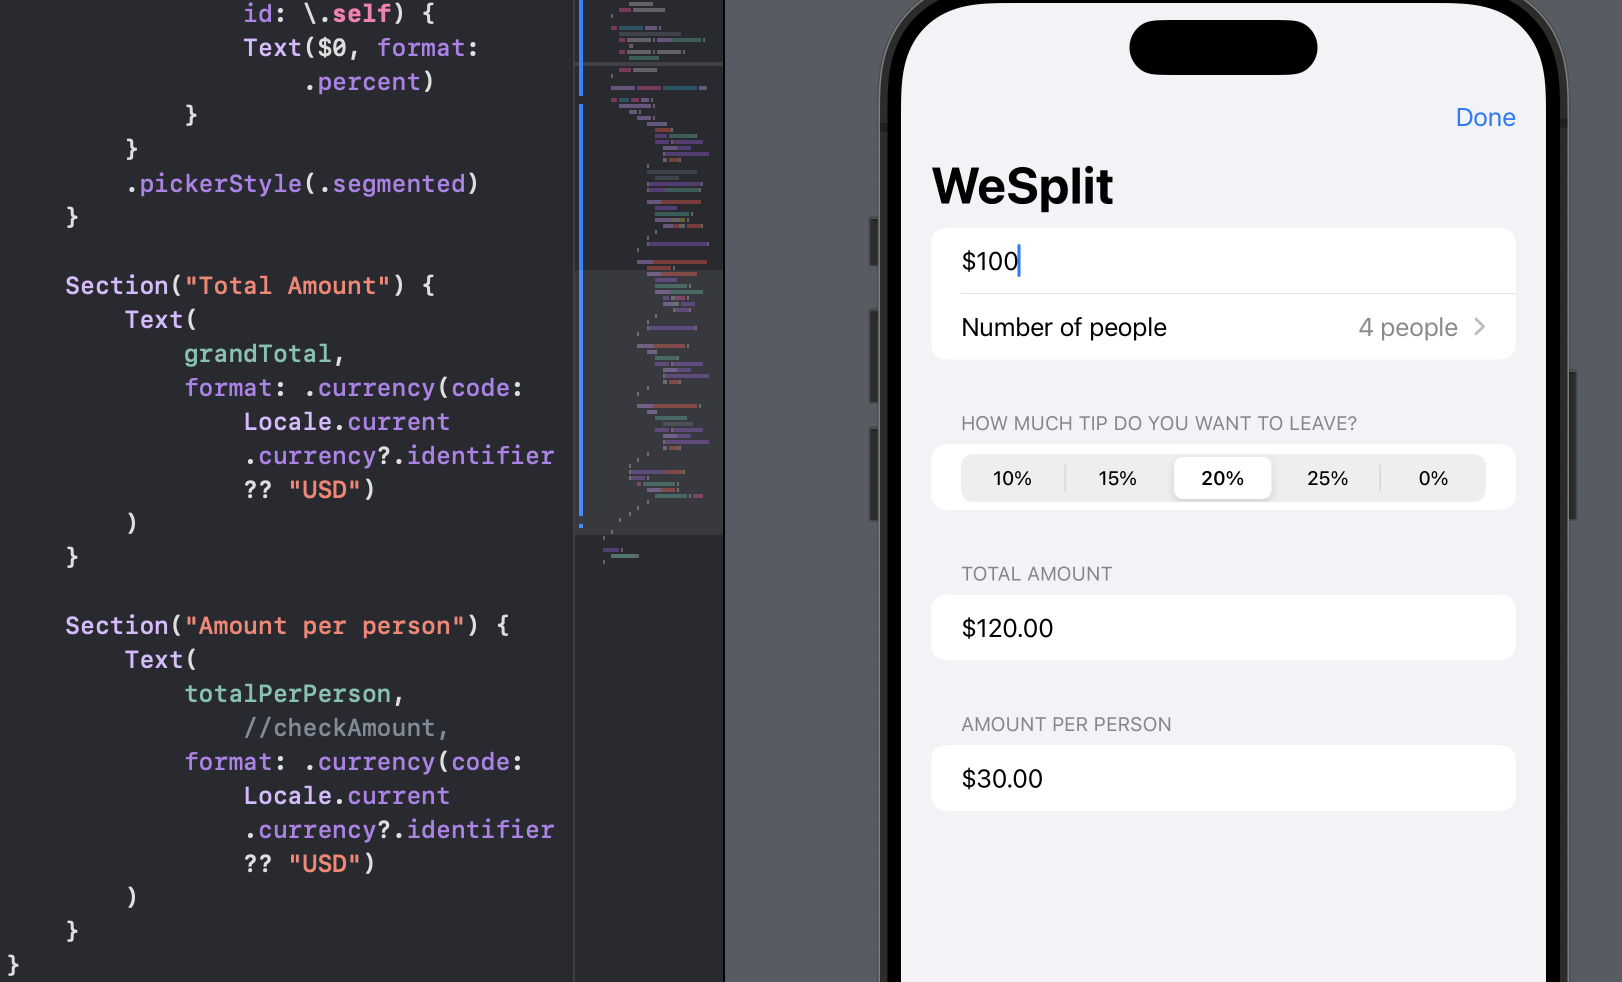 id: \.self) {
Text($0, format:
.percent)
}
}
.pickerStyle(.segmented)
}
Section("Total Amount") {
Text(
grandTotal,
format: .currency(code:
Locale.current
.currency?.identifier
?? "USD")
)
}
Section("Amount per person") {
Text(
totalPerPerson,
//checkAmount,
format: .currency(code:
Locale.current
.currency?.identifier
?? "USD")
)
}
}
Done
WeSplit
$100
Number of people 4 people
HOW MUCH TIP DO YOU WANT TO LEAVE?
10% 15% 20% 25% 0%
TOTAL AMOUNT
$120.00
AMOUNT PER PERSON
$30.00